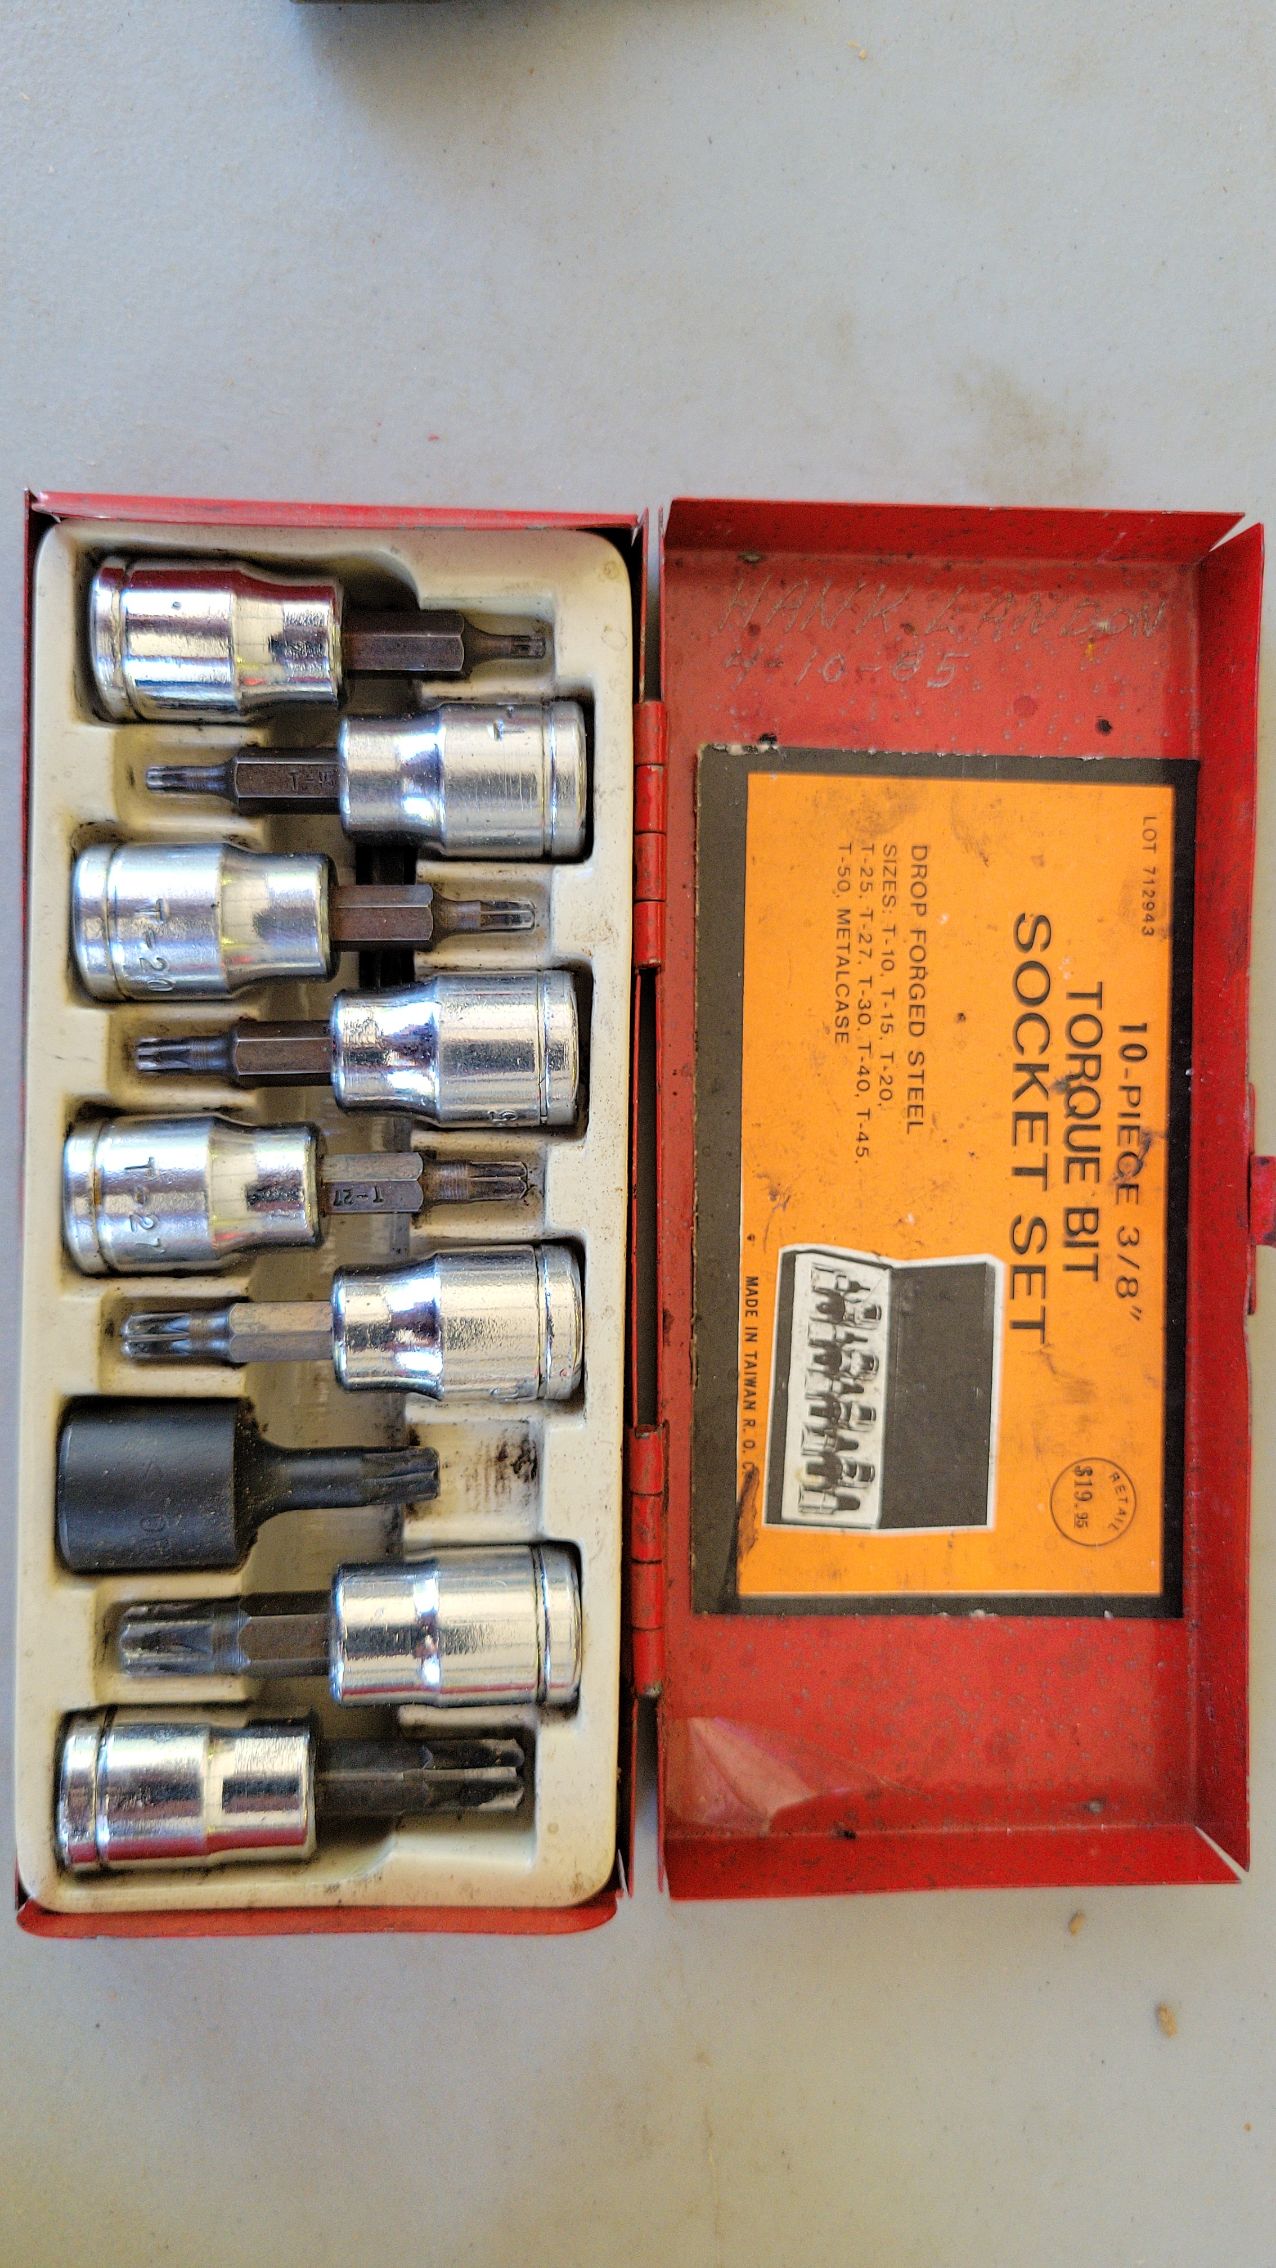 HANK LANDON
4-10-85
LOT 712943
10-PIECE 3/8"
TORQUE BIT
SOCKET SET
DROP FORGED STEEL
SIZES: T-10, T-15, T-20,
T-25, T-27, T-30, T-40, T-45,
T-50, METALCASE
RETAIL
$19.95
MADE IN TAIWAN R.O.C
T-20
T-27
T-27